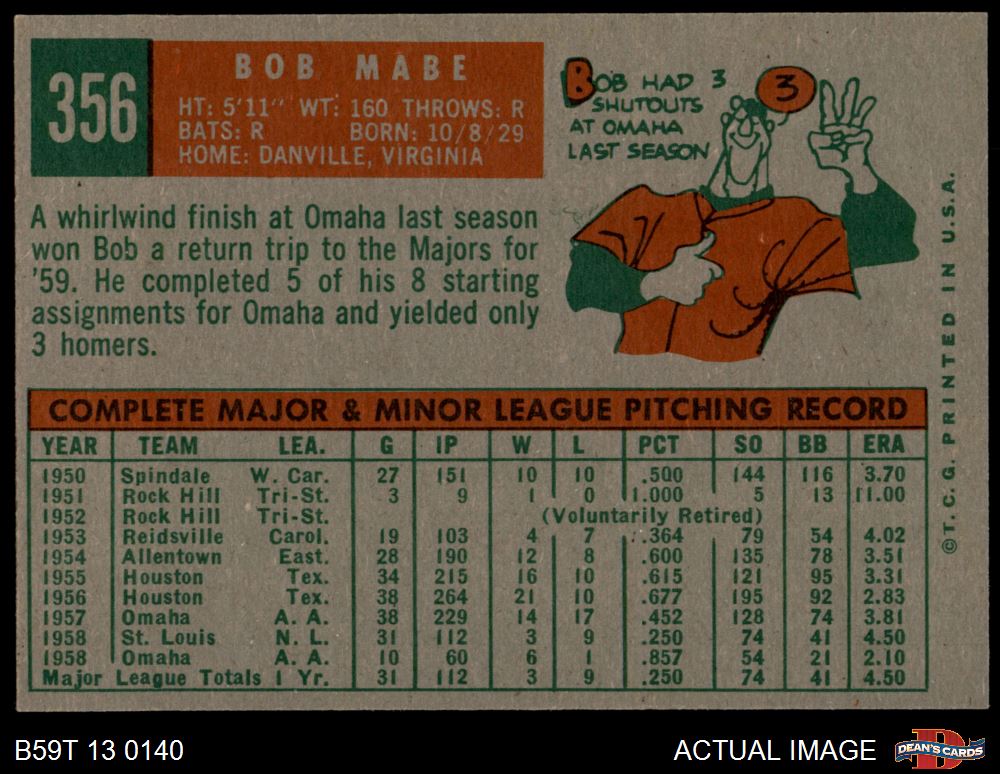 356
BOB MABE
HT: 5'11" WT: 160 THROWS: R
BATS: R BORN: 10/8/29
HOME: DANVILLE, VIRGINIA
BOB HAD 3
SHUTOUTS
AT OMAHA
LAST SEASON
3
A whirlwind finish at Omaha last season
won Bob a return trip to the Majors for
'59. He completed 5 of his 8 starting
assignments for Omaha and yielded only
3 homers.
COMPLETE MAJOR & MINOR LEAGUE PITCHING RECORD
YEAR TEAM LEA. G IP W L PCT SO BB ERA
1950 Spindale W. Car. 27 151 10 10 .500 144 116 3.70
1951 Rock Hill Tri-St. 3 9 1 0 1.000 5 13 11.00
1952 Rock Hill Tri-St. (Voluntarily Retired)
1953 Reidsville Carol. 19 103 4 7 .364 79 54 4.02
1954 Allentown East. 28 190 12 8 .600 135 78 3.51
1955 Houston Tex. 34 215 16 10 .615 121 95 3.31
1956 Houston Tex. 38 264 21 10 .677 195 92 2.83
1957 Omaha A. A. 38 229 14 17 .452 128 74 3.81
1958 St. Louis N. L. 31 112 3 9 .250 74 41 4.50
1958 Omaha A. A. 10 60 6 1 .857 54 21 2.10
Major League Totals 1 Yr. 31 112 3 9 .250 74 41 4.50
©T. C. G. PRINTED IN U.S.A.
B59T 13 0140
ACTUAL IMAGE
D
DEAN'S CARDS